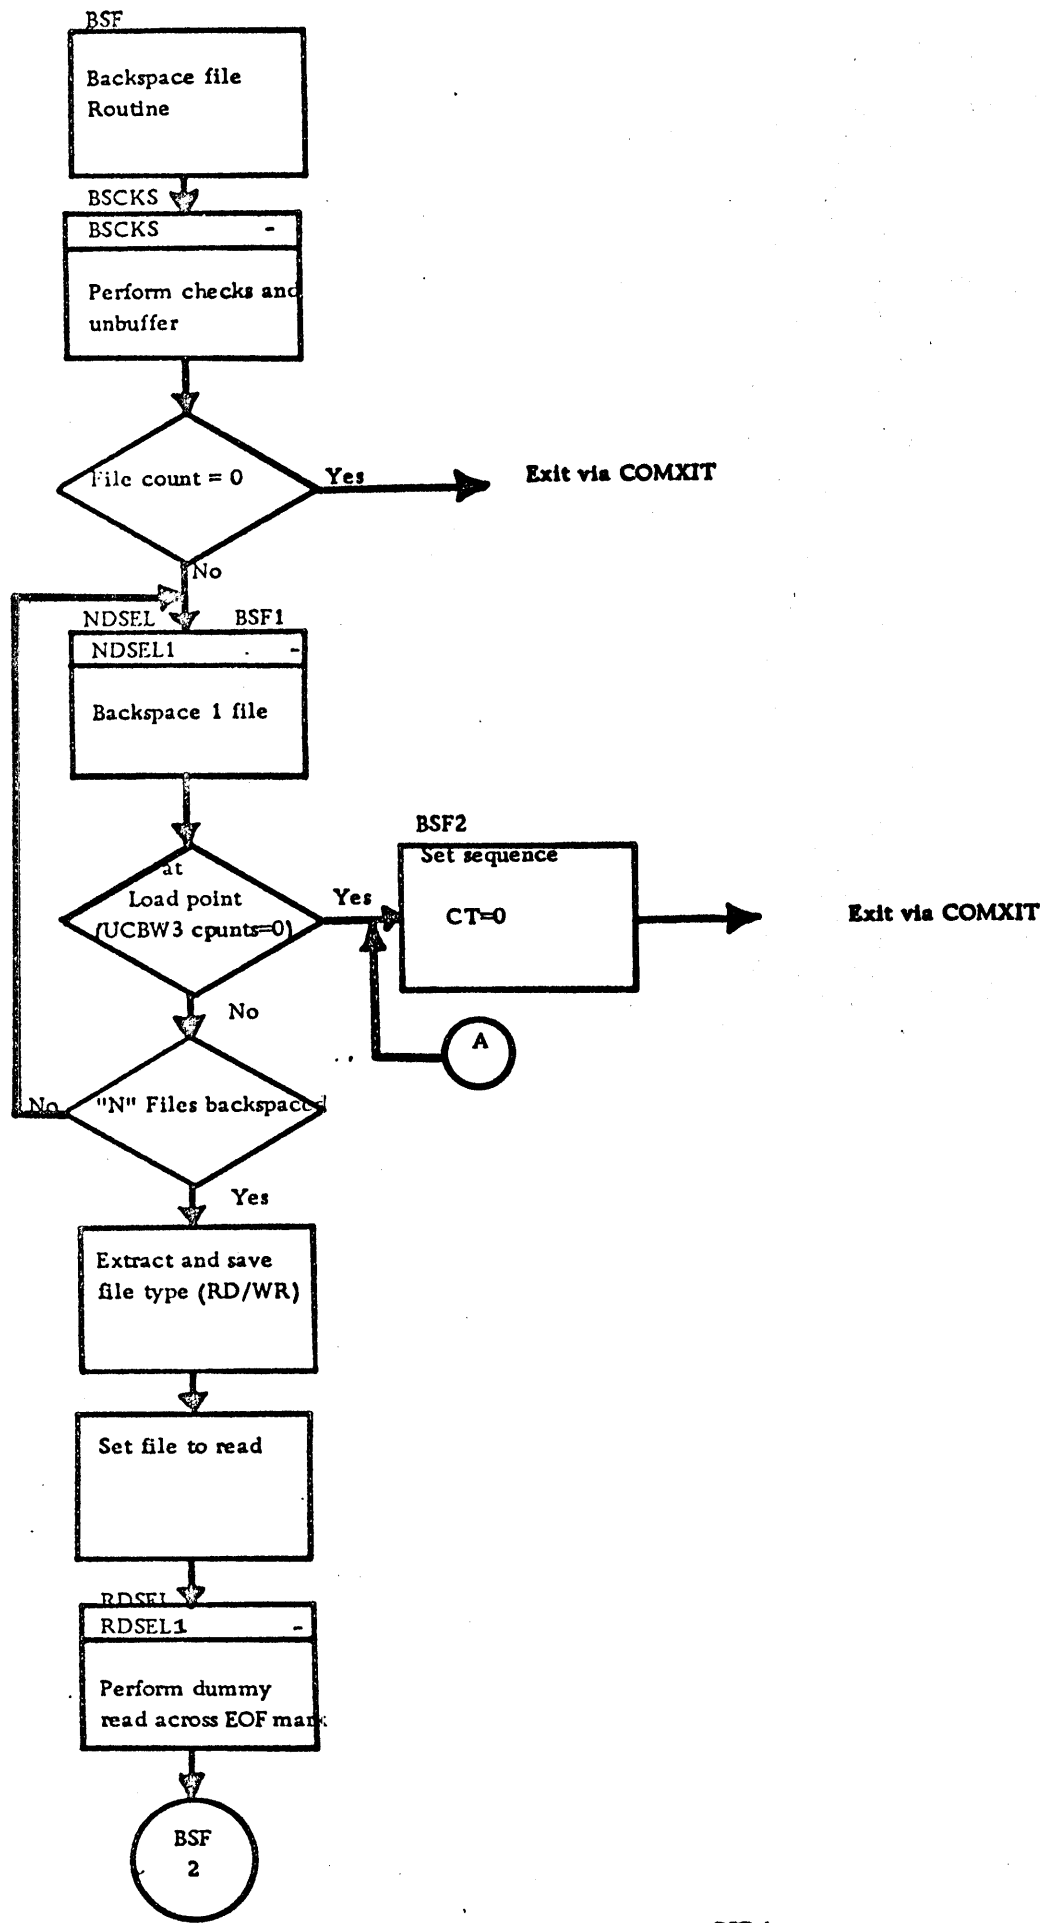 BSF
Backspace file
Routine
BSCKS
BSCKS -
Perform checks and
unbuffer
File count = 0
Yes
Exit via COMXIT
No
NDSEL BSF1
NDSEL1 -
Backspace 1 file
at
Load point
(UCBW3 cpunts=0)
Yes
BSF2
Set sequence
CT=0
Exit via COMXIT
No
A
"N" Files backspaced
No
Yes
Extract and save
file type (RD/WR)
Set file to read
RDSEL
RDSEL1 -
Perform dummy
read across EOF mark
BSF
2